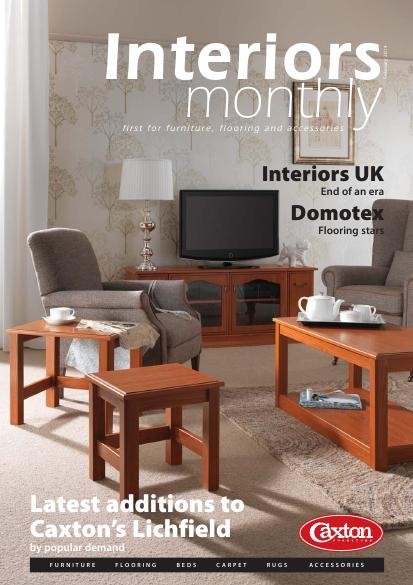 Interiors
monthly
first for furniture, flooring and accessories
Interiors UK
End of an era
Domotex
Flooring stars
Latest additions to
Caxton's Lichfield
by popular demand
Caxton
FURNITURE
FURNITURE FLOORING BEDS CARPET RUGS ACCESSORIES